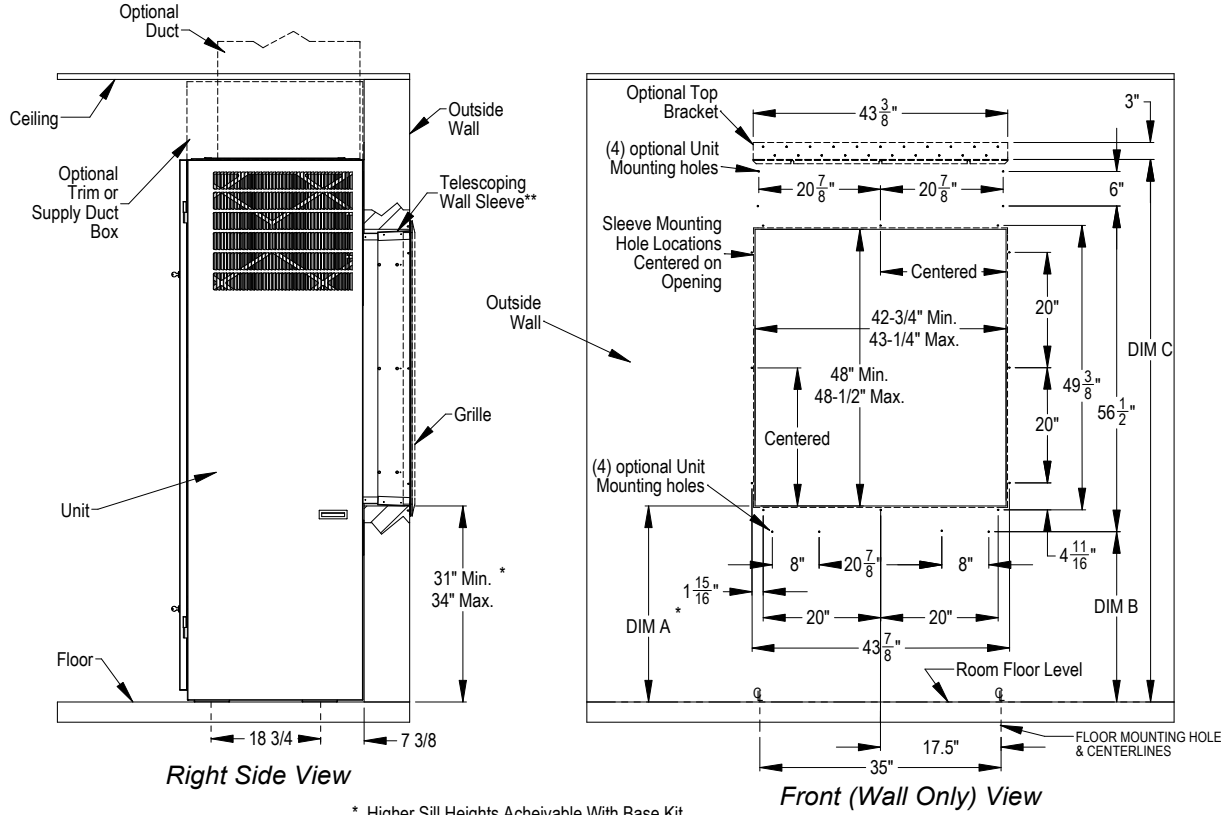 Optional
Duct
Ceiling
Outside
Wall
Optional
Trim or
Supply Duct
Box
Telescoping
Wall Sleeve**
Grille
Unit
31" Min. *
34" Max.
Floor
18 3/4
7 3/8
Right Side View
Optional Top
Bracket
43 3/8"
3"
(4) optional Unit
Mounting holes
20 7/8"
20 7/8"
6"
Sleeve Mounting
Hole Locations
Centered on
Opening
Centered
Outside
Wall
42-3/4" Min.
43-1/4" Max.
20"
DIM C
48" Min.
48-1/2" Max.
49 3/8"
56 1/2"
20"
Centered
(4) optional Unit
Mounting holes
8"
20 7/8"
8"
4 11/16"
1 15/16"
DIM A *
20"
20"
DIM B
43 7/8"
Room Floor Level
FLOOR MOUNTING HOLE
& CENTERLINES
17.5"
35"
Front (Wall Only) View
* Higher Sill Heights Acheivable With Base Kit